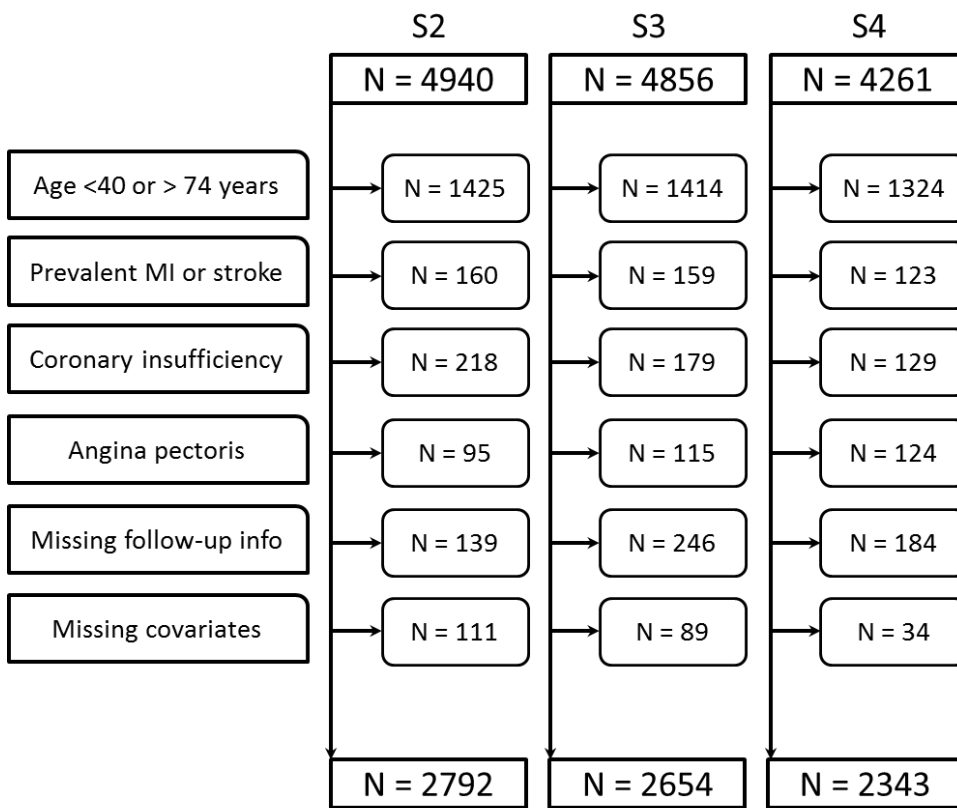 S2 S3 S4
N = 4940 N = 4856 N = 4261
Age <40 or > 74 years N = 1425 N = 1414 N = 1324
Prevalent MI or stroke N = 160 N = 159 N = 123
Coronary insufficiency N = 218 N = 179 N = 129
Angina pectoris N = 95 N = 115 N = 124
Missing follow-up info N = 139 N = 246 N = 184
Missing covariates N = 111 N = 89 N = 34
N = 2792 N = 2654 N = 2343